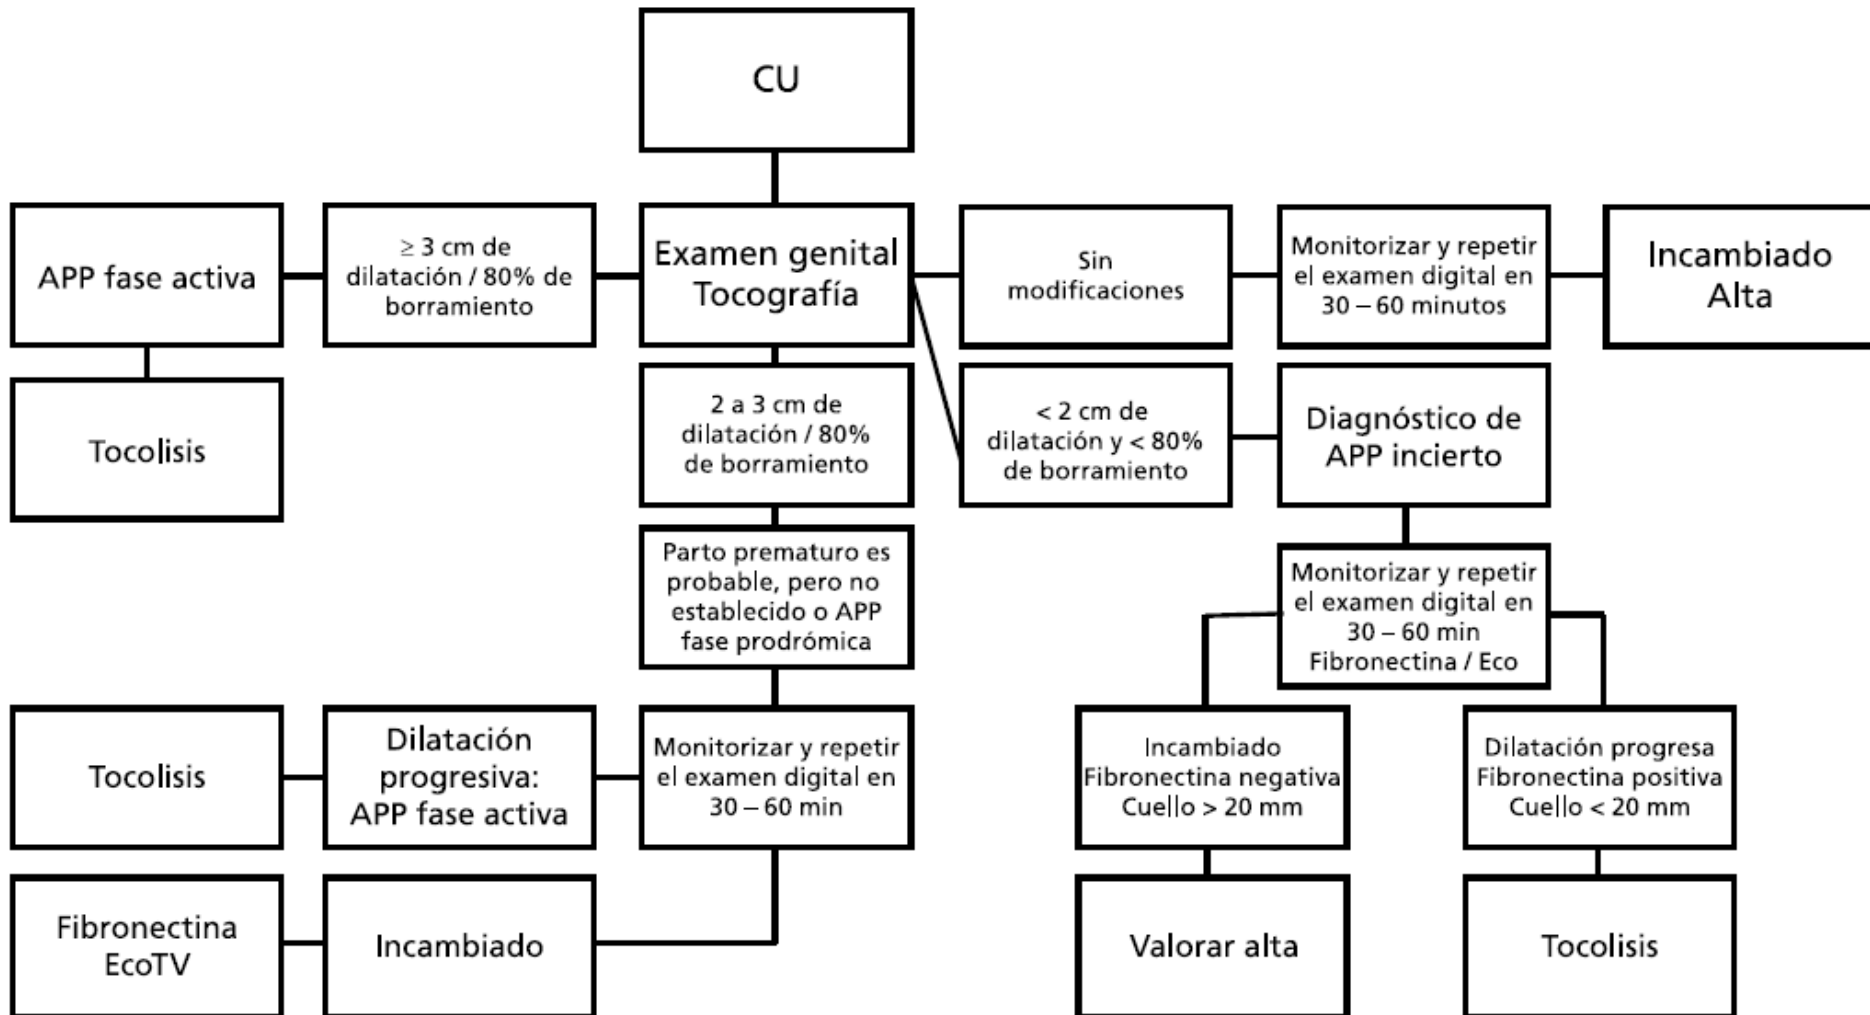 CU
APP fase activa
≥ 3 cm de
dilatación / 80% de
borramiento
Examen genital
Tocografía
Sin
modificaciones
Monitorizar y repetir
el examen digital en
30 – 60 minutos
Incambiado
Alta
Tocolisis
2 a 3 cm de
dilatación / 80%
de borramiento
< 2 cm de
dilatación y < 80%
de borramiento
Diagnóstico de
APP incierto
Parto prematuro es
probable, pero no
establecido o APP
fase prodrómica
Monitorizar y repetir
el examen digital en
30 – 60 min
Fibronectina / Eco
Tocolisis
Dilatación
progresiva:
APP fase activa
Monitorizar y repetir
el examen digital en
30 – 60 min
Incambiado
Fibronectina negativa
Cuello > 20 mm
Dilatación progresa
Fibronectina positiva
Cuello < 20 mm
Fibronectina
EcoTV
Incambiado
Valorar alta
Tocolisis